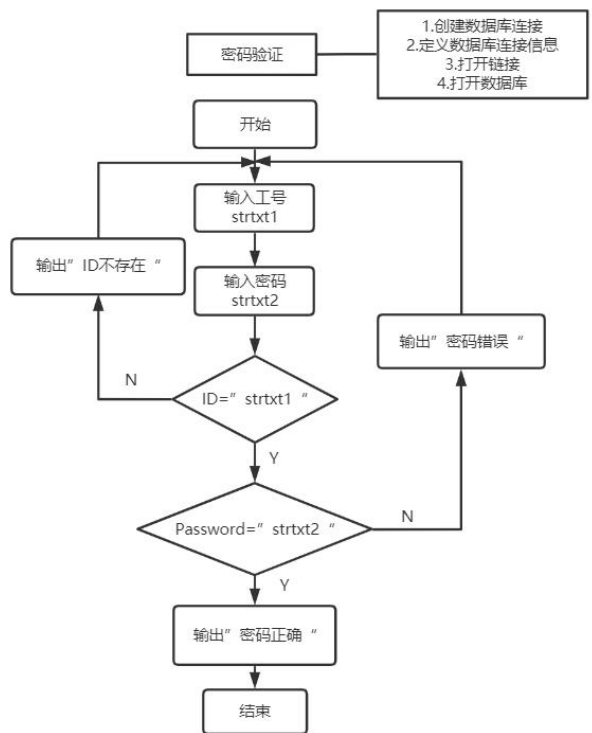 密码验证
1.创建数据库连接
2.定义数据库连接信息
3.打开链接
4.打开数据库
开始
输入工号
strtxt1
输出”ID不存在“
输入密码
strtxt2
输出”密码错误“
N
ID=”strtxt1 “
Y
Password=”strtxt2 “
N
Y
输出”密码正确“
结束